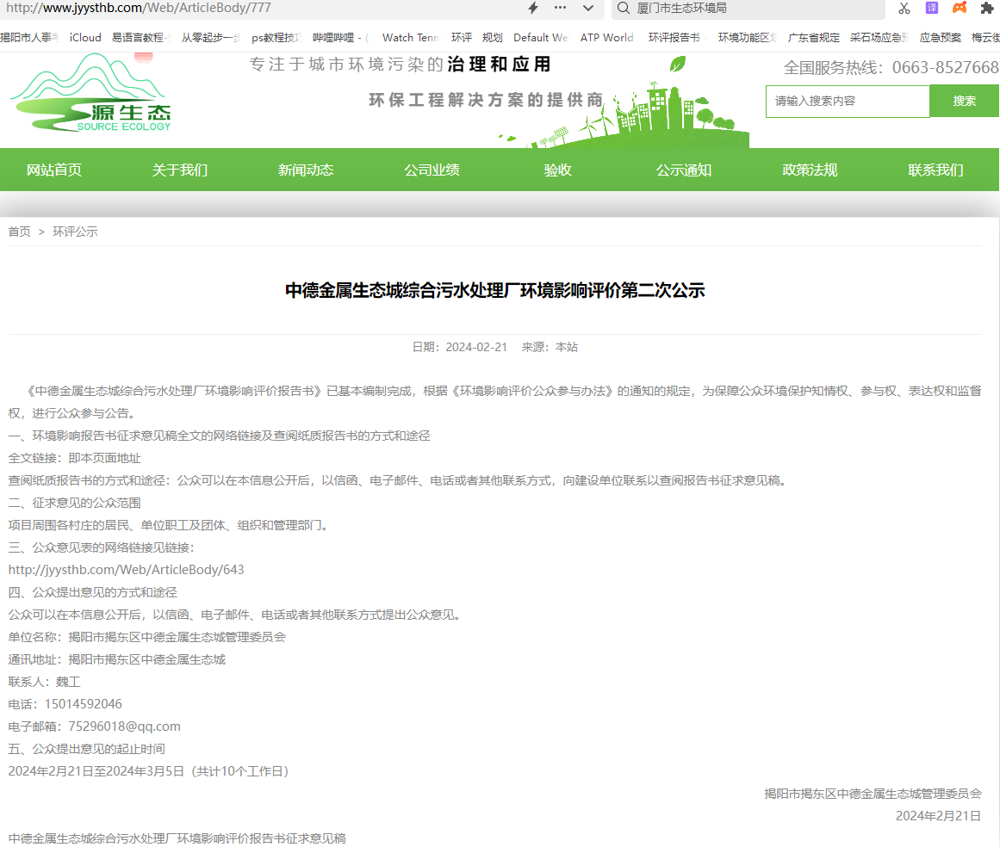 http://www.jyysthb.com/Web/ArticleBody/777
厦门市生态环境局
译
揭阳市人事考
iCloud
易语言教程-
从零起步一
ps教程技巧
哔哩哔哩 - (
Watch Tenn
环评
规划
Default We
ATP World
环评报告书
环境功能区划
广东省规定
采石场应急预
应急预案
梅云街
源生态
SOURCE ECOLOGY
专注于城市环境污染的治理和应用
环保工程解决方案的提供商
全国服务热线：0663-8527668
请输入搜索内容
搜索
网站首页
关于我们
新闻动态
公司业绩
验收
公示通知
政策法规
联系我们
首页 > 环评公示
中德金属生态城综合污水处理厂环境影响评价第二次公示
日期：2024-02-21 来源：本站
《中德金属生态城综合污水处理厂环境影响评价报告书》已基本编制完成，根据《环境影响评价公众参与办法》的通知的规定，为保障公众环境保护知情权、参与权、表达权和监督
权，进行公众参与公告。
一、环境影响报告书征求意见稿全文的网络链接及查阅纸质报告书的方式和途径
全文链接：即本页面地址
查阅纸质报告书的方式和途径：公众可以在本信息公开后，以信函、电子邮件、电话或者其他联系方式，向建设单位联系以查阅报告书征求意见稿。
二、征求意见的公众范围
项目周围各村庄的居民、单位职工及团体、组织和管理部门。
三、公众意见表的网络链接见链接：
http://jyysthb.com/Web/ArticleBody/643
四、公众提出意见的方式和途径
公众可以在本信息公开后，以信函、电子邮件、电话或者其他联系方式提出公众意见。
单位名称：揭阳市揭东区中德金属生态城管理委员会
通讯地址：揭阳市揭东区中德金属生态城
联系人：魏工
电话：15014592046
电子邮箱：75296018@qq.com
五、公众提出意见的起止时间
2024年2月21日至2024年3月5日（共计10个工作日）
揭阳市揭东区中德金属生态城管理委员会
2024年2月21日
中德金属生态城综合污水处理厂环境影响评价报告书征求意见稿